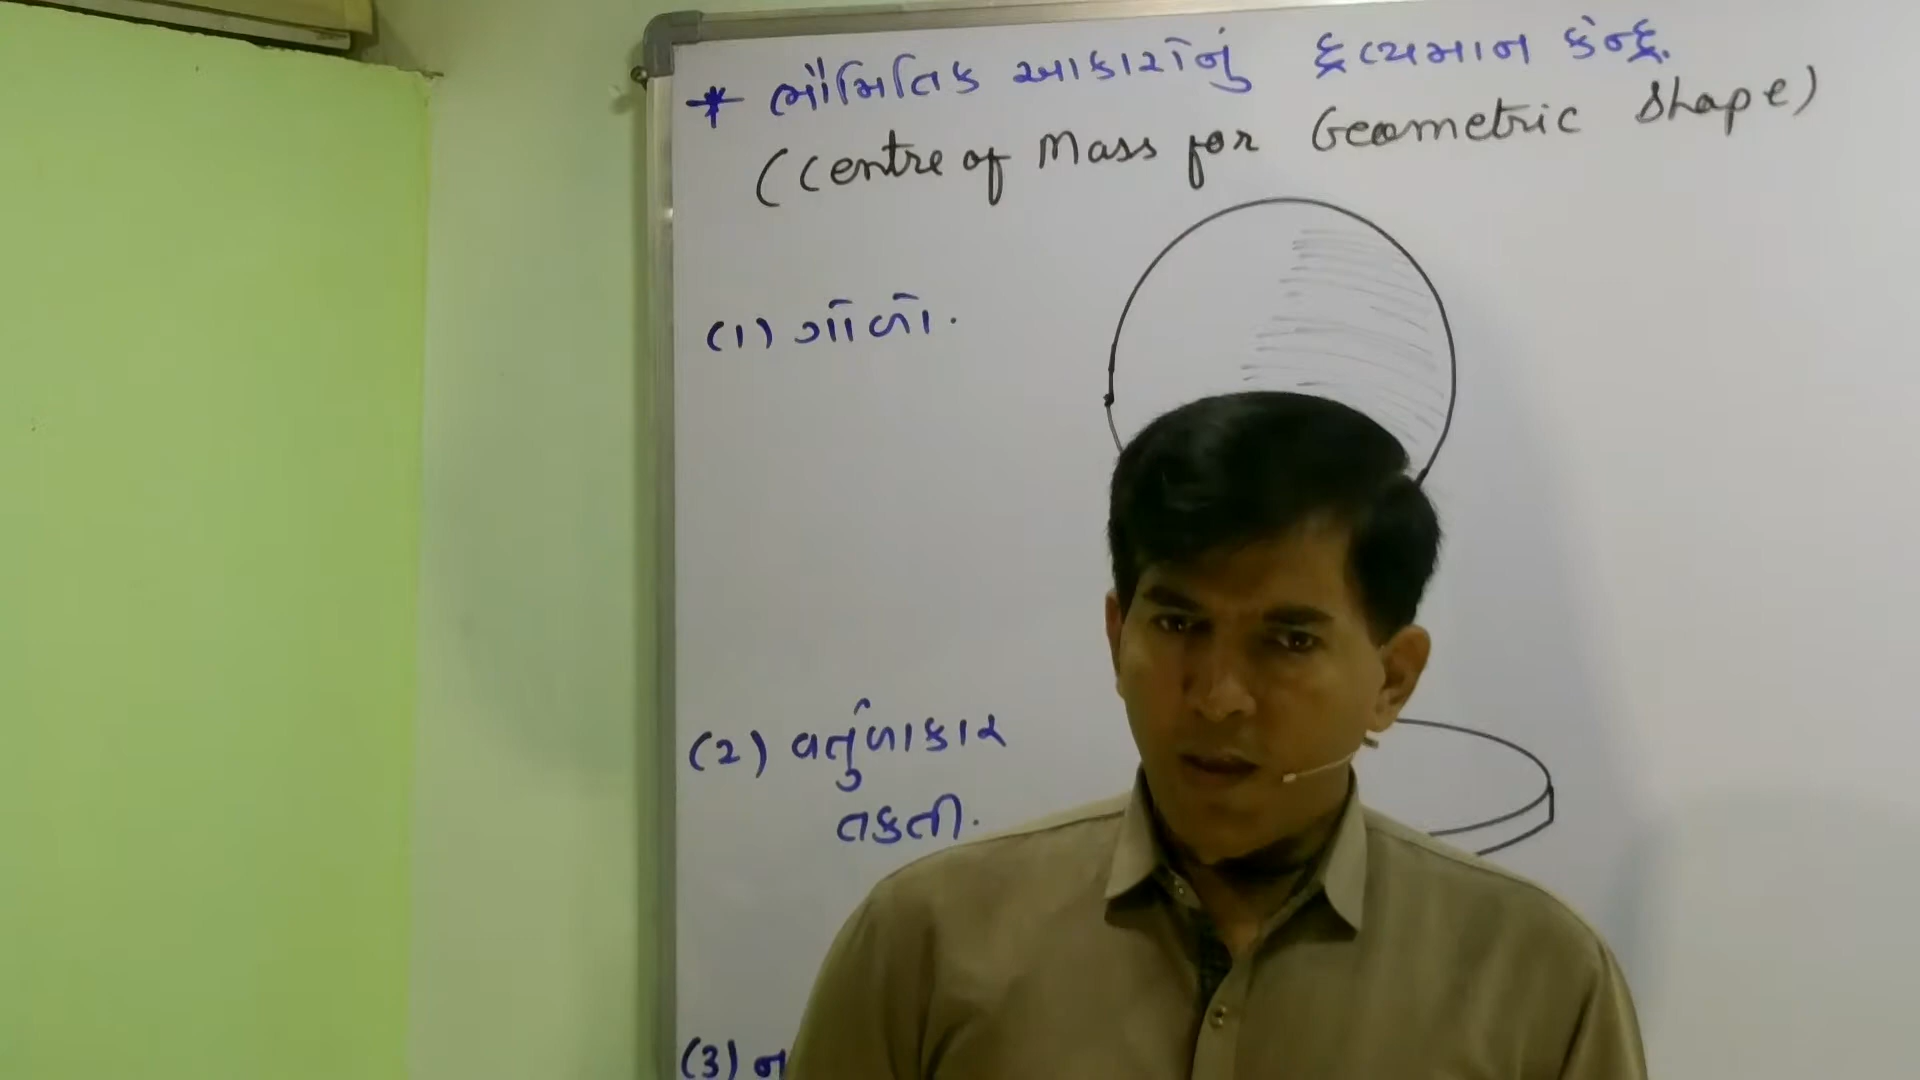 * ભૌમિતિક આકારોનું દ્રવ્યમાન કેન્દ્ર.
(Centre of Mass for Geometric Shape)
(1) ગોળો.
(2) વર્તુળાકાર
તકતી.
(3)